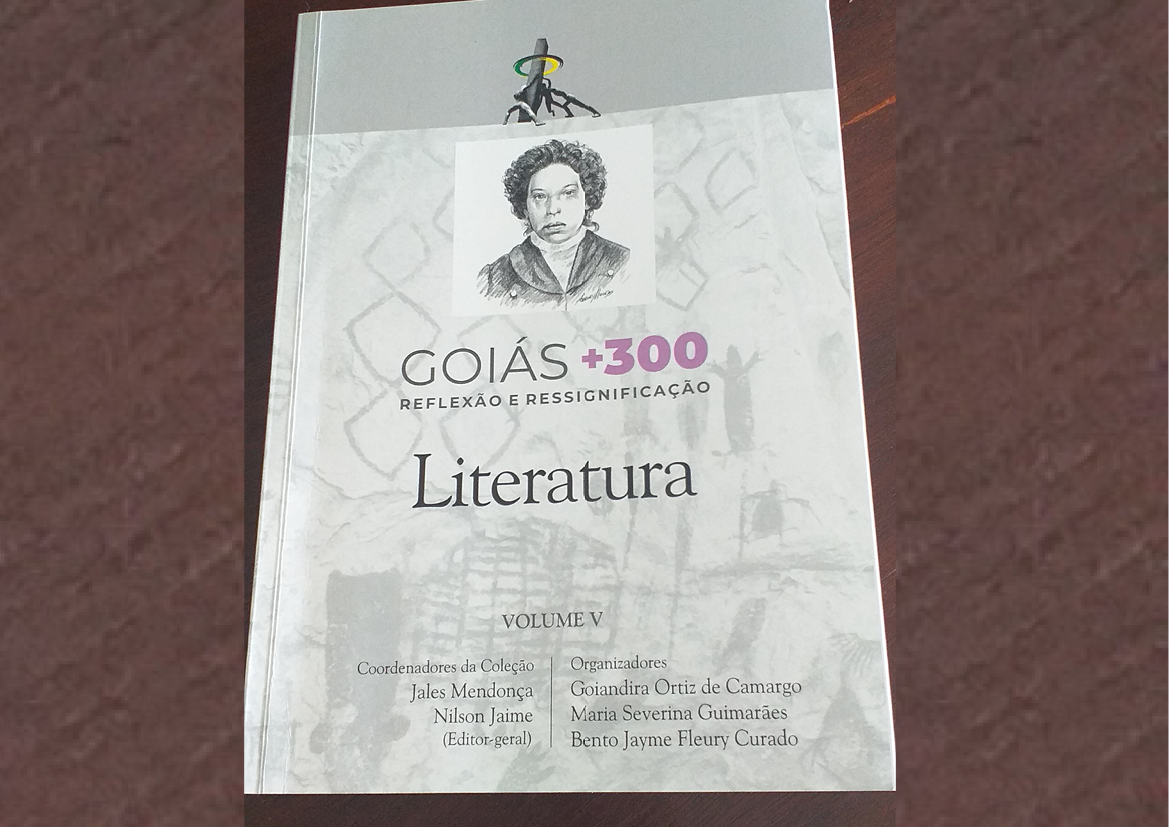 GOIÁS +300
REFLEXÃO E RESSIGNIFICAÇÃO
Literatura
VOLUME V
Coordenadores da Coleção
Jales Mendonça
Nilson Jaime
(Editor-geral)
Organizadores
Goiandira Ortiz de Camargo
Maria Severina Guimarães
Bento Jayme Fleury Curado